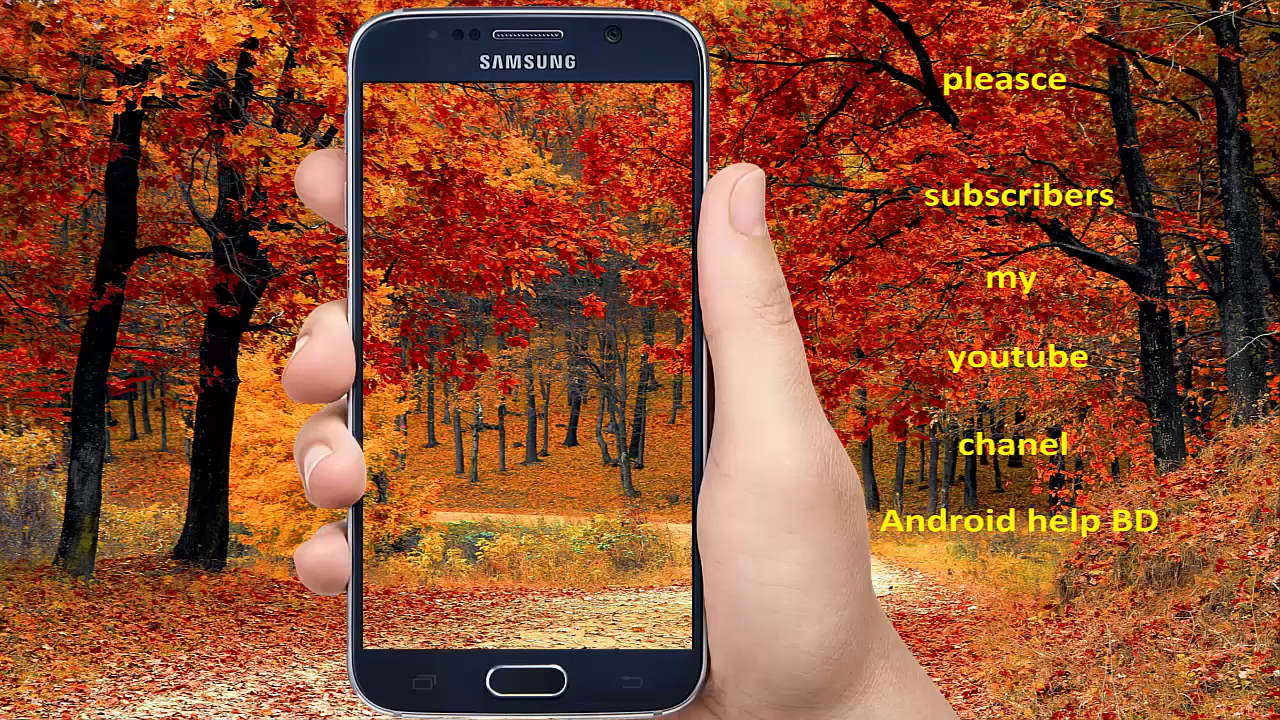 SAMSUNG
pleasce
subscribers
my
youtube
chanel
Android help BD